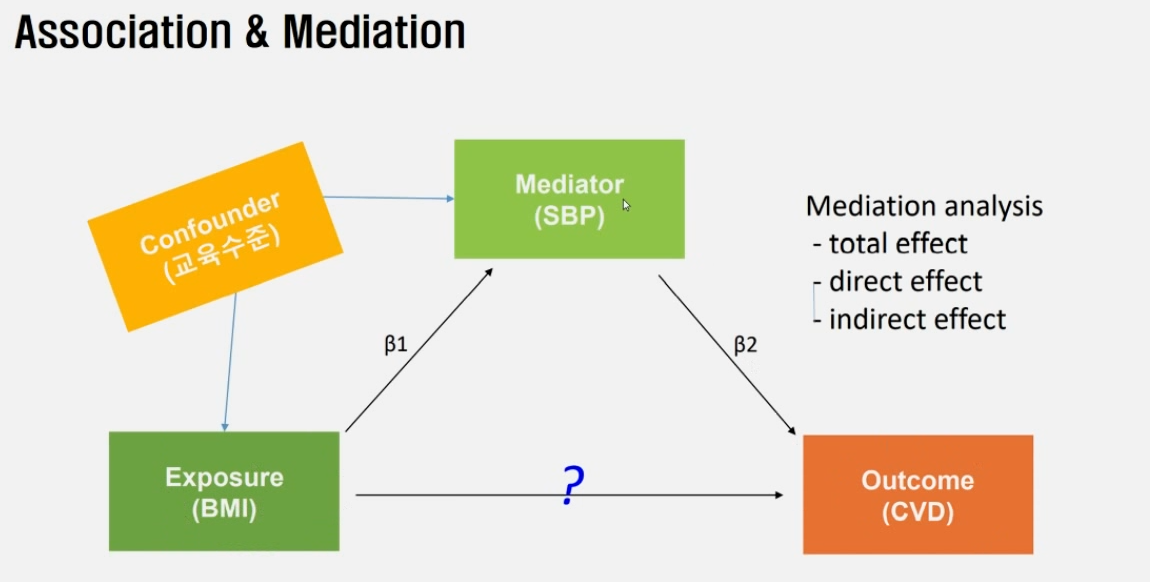 Association & Mediation
Confounder
(교육수준)
Mediator
(SBP)
Mediation analysis
- total effect
- direct effect
- indirect effect
β1
β2
Exposure
(BMI)
?
Outcome
(CVD)